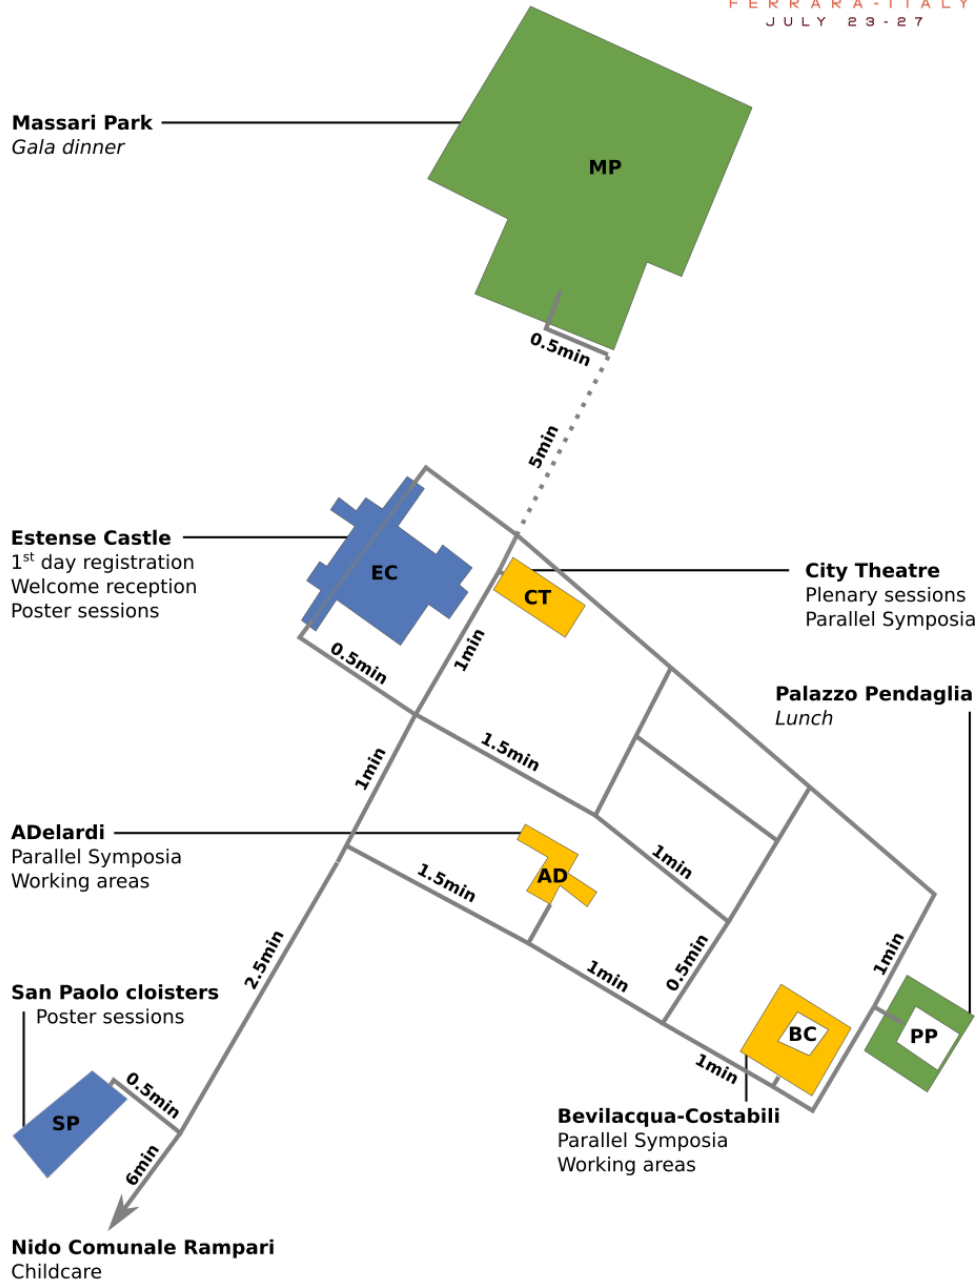 FERRARA-ITALY
JULY 23-27
Massari Park
Gala dinner
MP
0.5min
5min
Estense Castle
1st day registration
Welcome reception
Poster sessions
EC
CT
City Theatre
Plenary sessions
Parallel Symposia
1min
0.5min
Palazzo Pendaglia
Lunch
1.5min
1min
ADelardi
Parallel Symposia
Working areas
AD
1min
1.5min
1min
0.5min
1min
2.5min
San Paolo cloisters
Poster sessions
BC
PP
1min
0.5min
SP
Bevilacqua-Costabili
Parallel Symposia
Working areas
6min
Nido Comunale Rampari
Childcare